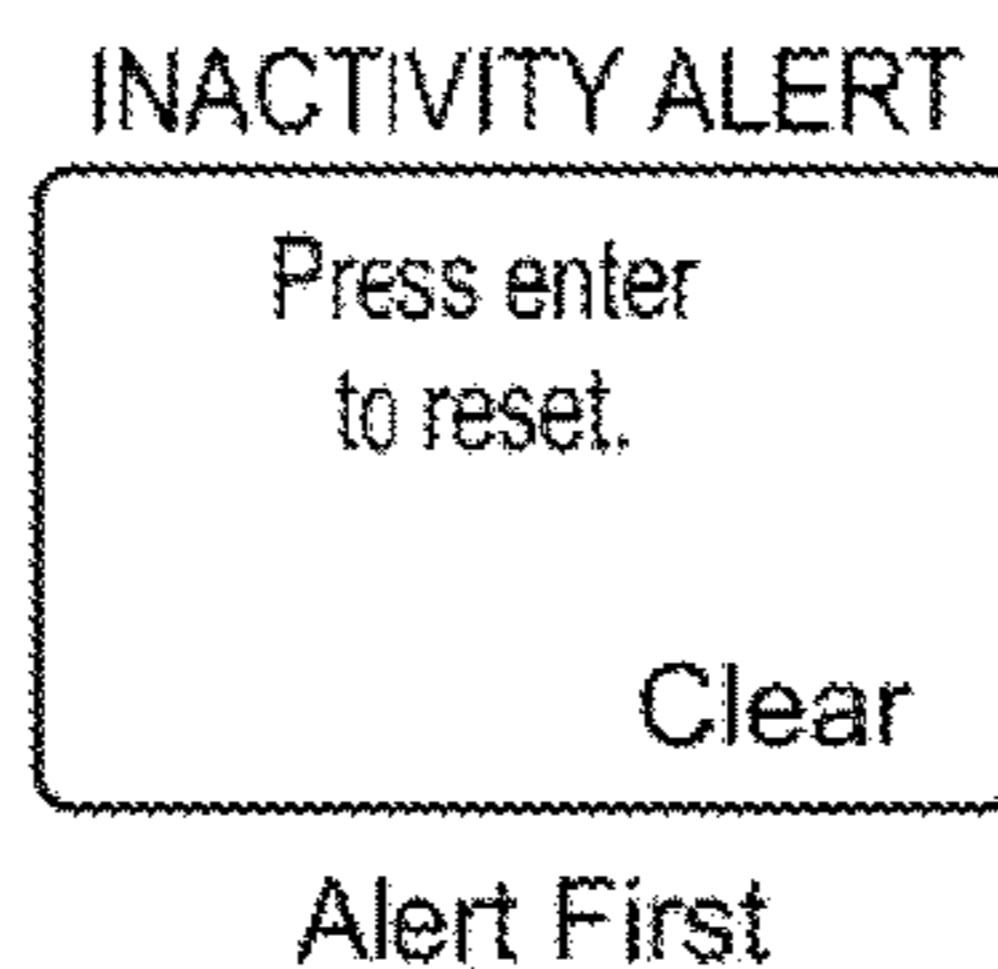 INACTIVITY ALERT
Press enter
to reset.
Clear
Alert First